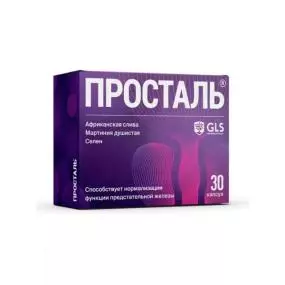 ПРОСТАЛЬ®
Африканская слива
Мартиния душистая
Селен
GLS
Способствует нормализации
функции предстательной железы
30
капсул